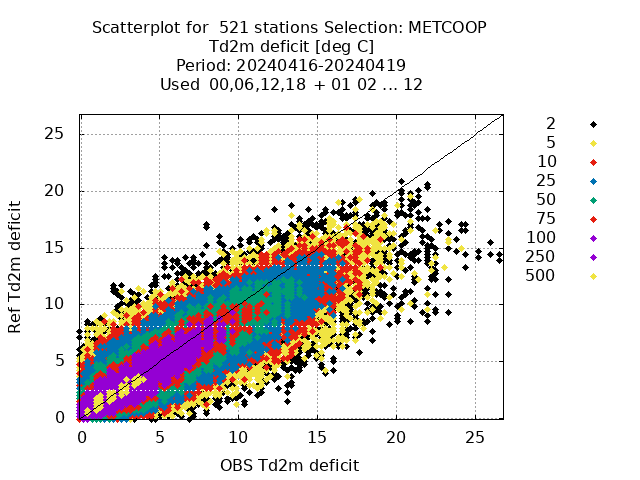 Scatterplot for  521 stations Selection: METCOOP
Td2m deficit [deg C]
Period: 20240416-20240419
Used  00,06,12,18 + 01 02 ... 12
Ref Td2m deficit
25
20
15
10
5
0
0 5 10 15 20 25
OBS Td2m deficit
2
5
10
25
50
75
100
250
500